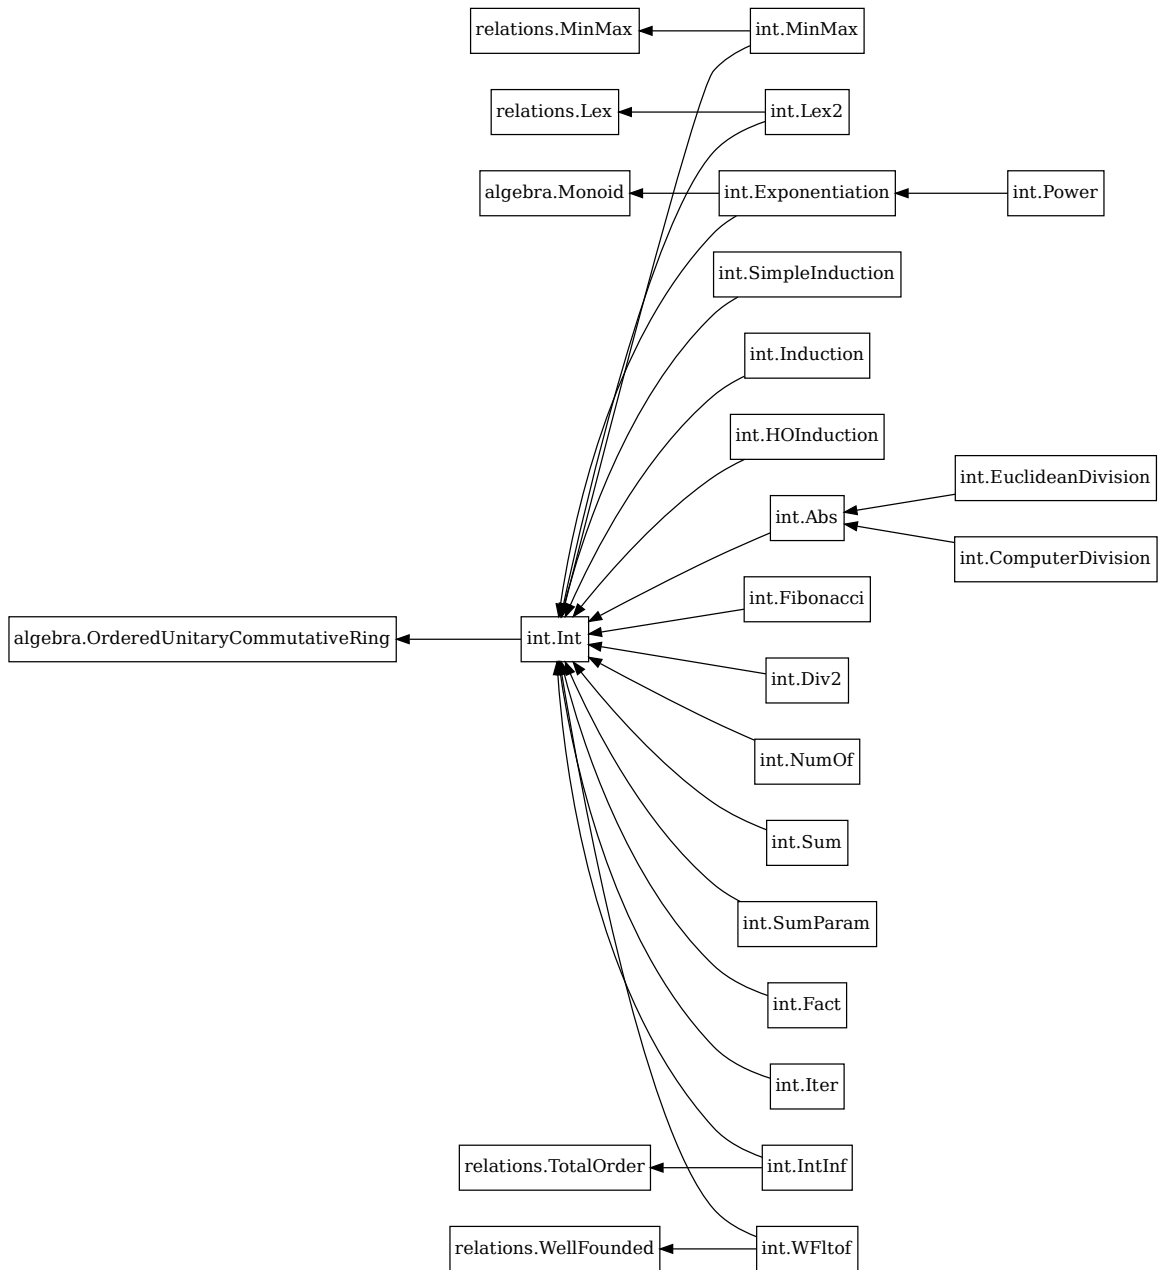 relations.MinMax
int.MinMax
relations.Lex
int.Lex2
algebra.Monoid
int.Exponentiation
int.Power
int.SimpleInduction
int.Induction
int.HOInduction
int.EuclideanDivision
int.Abs
int.ComputerDivision
int.Fibonacci
algebra.OrderedUnitaryCommutativeRing
int.Int
int.Div2
int.NumOf
int.Sum
int.SumParam
int.Fact
int.Iter
relations.TotalOrder
int.IntInf
relations.WellFounded
int.WFltof